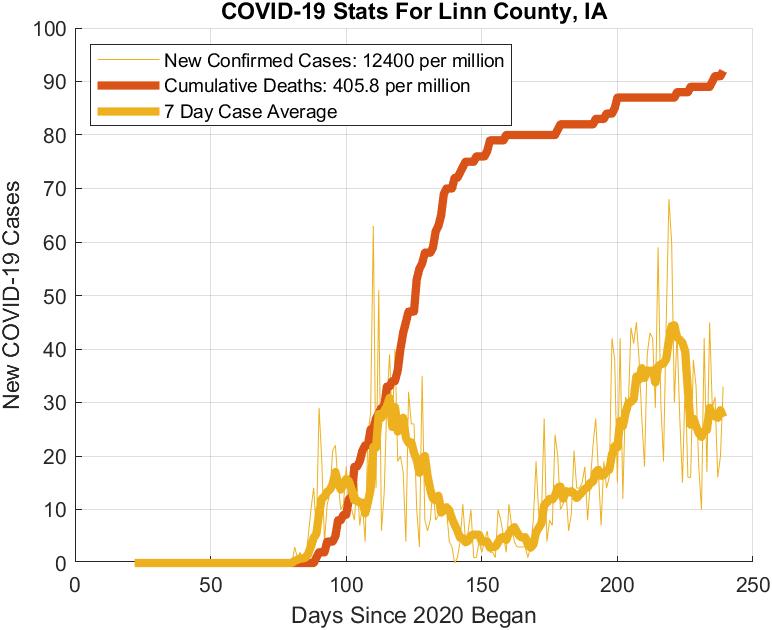 COVID-19 Stats For Linn County, IA
New Confirmed Cases: 12400 per million
Cumulative Deaths: 405.8 per million
7 Day Case Average
New COVID-19 Cases
100
90
80
70
60
50
40
30
20
10
0
0 50 100 150 200 250
Days Since 2020 Began